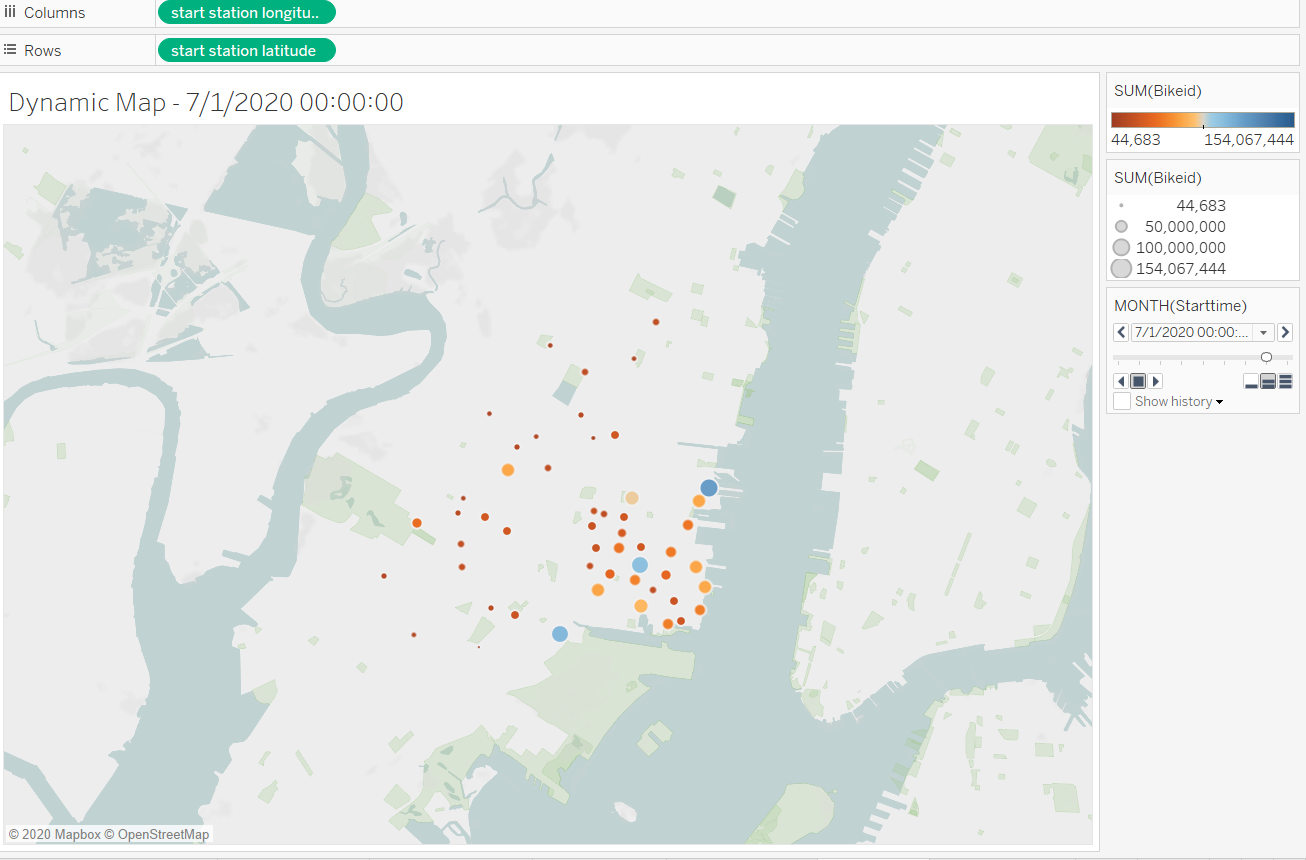 Columns
start station longitu..
Rows
start station latitude
Dynamic Map - 7/1/2020 00:00:00
SUM(Bikeid)
44,683 154,067,444
SUM(Bikeid)
44,683
50,000,000
100,000,000
154,067,444
MONTH(Starttime)
7/1/2020 00:00:...
Show history
© 2020 Mapbox © OpenStreetMap